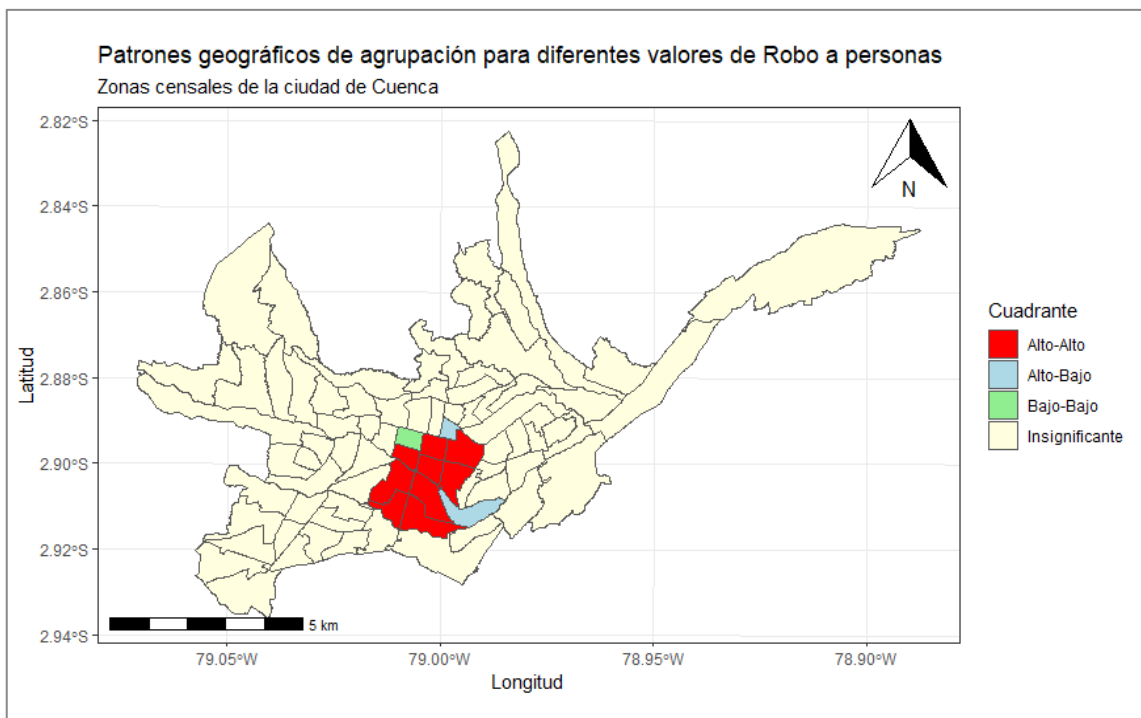 Patrones geográficos de agrupación para diferentes valores de Robo a personas
Zonas censales de la ciudad de Cuenca
2.82°S
2.84°S
2.86°S
2.88°S
2.90°S
2.92°S
2.94°S
Latitud
N
5 km
79.05°W
79.00°W
78.95°W
78.90°W
Longitud
Cuadrante
Alto-Alto
Alto-Bajo
Bajo-Bajo
Insignificante